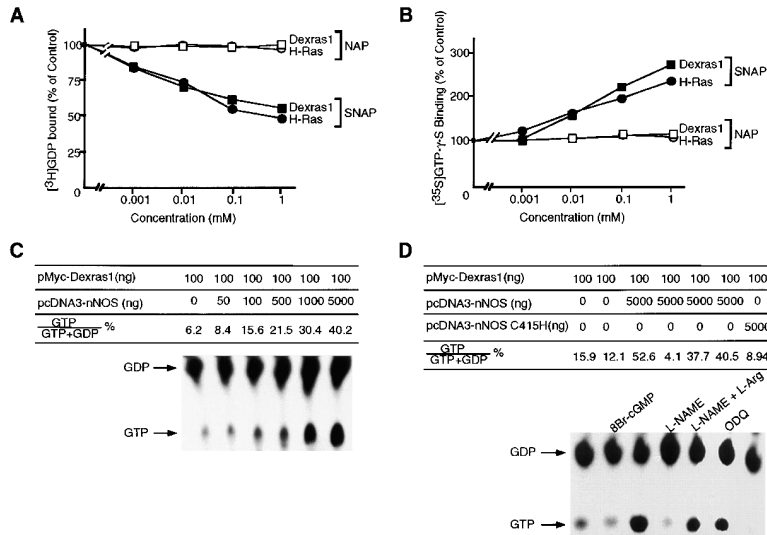 A
[3H]GDP bound (% of Control)
100
75
50
25
0
0.001 0.01 0.1 1
Concentration (mM)
Dexras1
H-Ras
NAP
Dexras1
H-Ras
SNAP
B
[35S]GTP-γ-S Binding (% of Control)
300
200
100
0
0.001 0.01 0.1 1
Concentration (mM)
Dexras1
H-Ras
SNAP
Dexras1
H-Ras
NAP
C
pMyc-Dexras1(ng) 100 100 100 100 100 100
pcDNA3-nNOS(ng) 0 50 100 500 1000 5000
GTP
GTP+GDP % 6.2 8.4 15.6 21.5 30.4 40.2
GDP
GTP
D
pMyc-Dexras1(ng) 100 100 100 100 100 100 100
pcDNA3-nNOS (ng) 0 0 5000 5000 5000 5000 0
pcDNA3-nNOS C415H(ng) 0 0 0 0 0 0 5000
GTP
GTP+GDP % 15.9 12.1 52.6 4.1 37.7 40.5 8.94
8Br-cGMP
L-NAME
L-NAME + L-Arg
ODQ
GDP
GTP